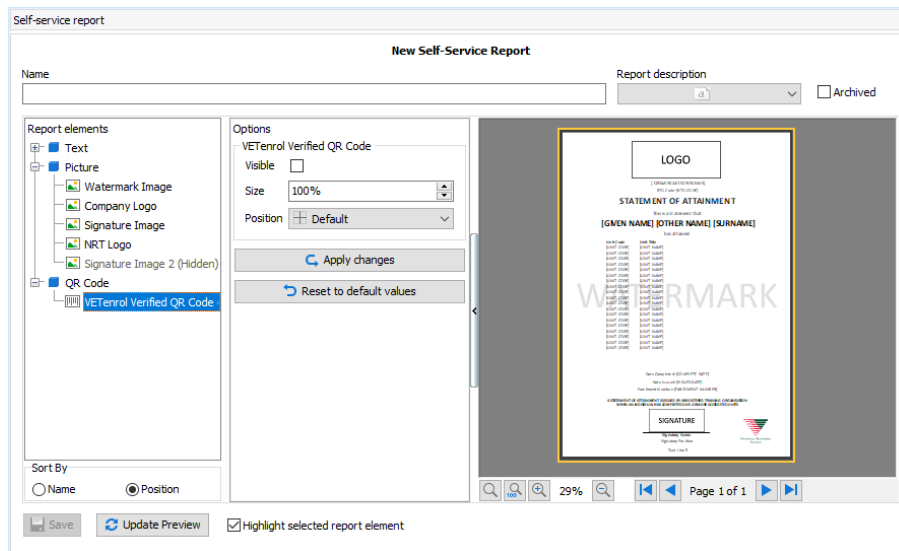 Self-service report
New Self-Service Report
Name
Report description
a
Archived
Report elements
Text
Picture
Watermark Image
Company Logo
Signature Image
NRT Logo
Signature Image 2 (Hidden)
QR Code
VETenrol Verified QR Code
Sort By
Name
Position
Options
VETenrol Verified QR Code
Visible
Size
100%
Position
Default
Apply changes
Reset to default values
LOGO
STATEMENT OF ATTAINMENT
[GIVEN NAME] [OTHER NAME] [SURNAME]
WATERMARK
SIGNATURE
100
29%
Page 1 of 1
Save
Update Preview
Highlight selected report element